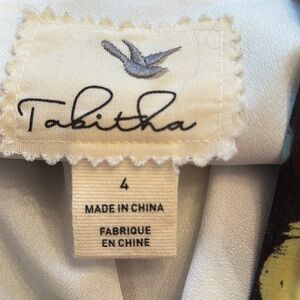 Tabitha
4
MADE IN CHINA
FABRIQUE
EN CHINE